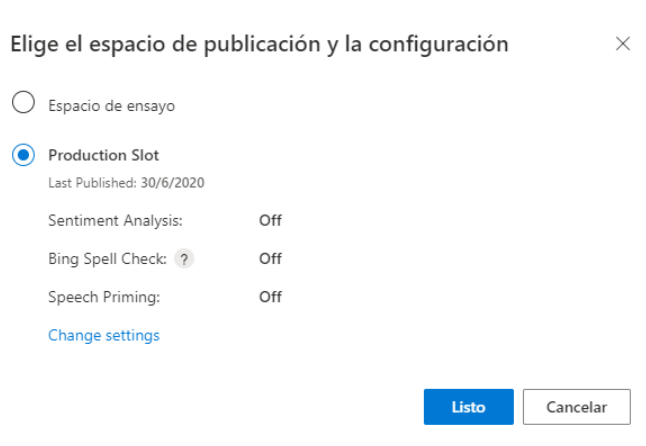 Elige el espacio de publicación y la configuración
Espacio de ensayo
Production Slot
Last Published: 30/6/2020
Sentiment Analysis: Off
Bing Spell Check: ? Off
Speech Priming: Off
Change settings
Listo Cancelar